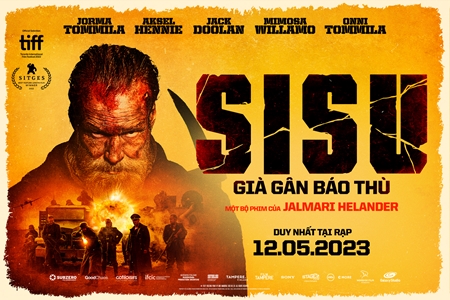 JORMA TOMMILA
AKSEL HENNIE
JACK DOOLAN
MIMOSA WILLAMO
ONNI TOMMILA
tiff
SITGES
SISU
GIÀ GÂN BÁO THÙ
MỘT BỘ PHIM CỦA JALMARI HELANDER
DUY NHẤT TẠI RẠP
12.05.2023
SUBZERO